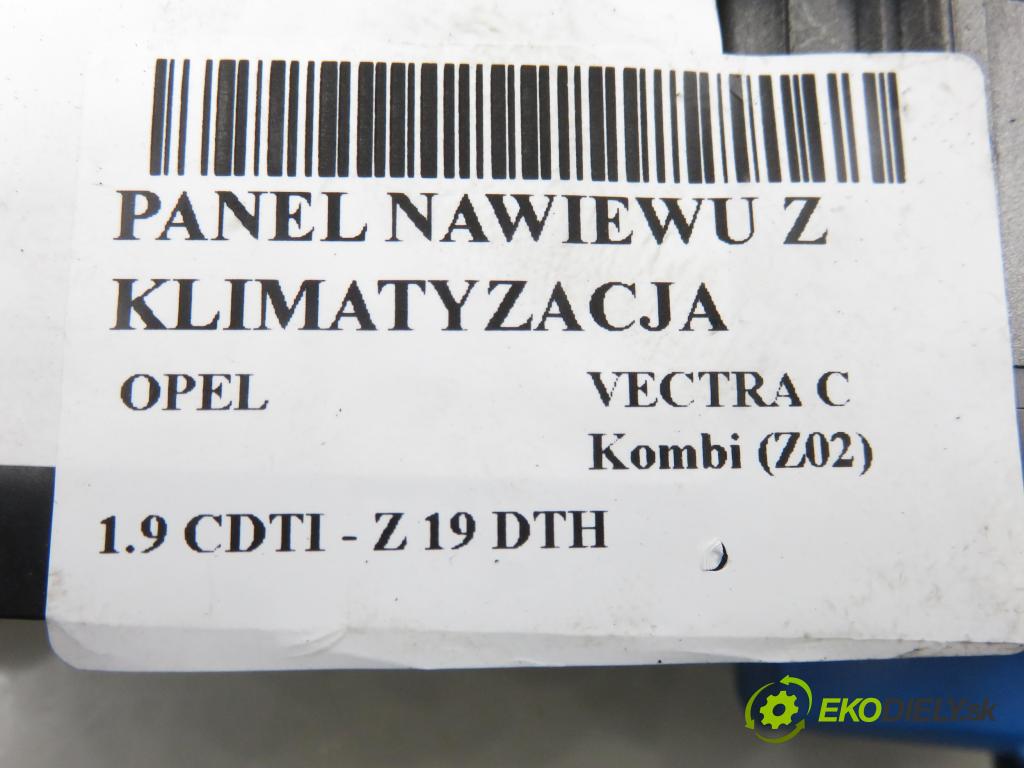 PANEL NAWIEWU Z
KLIMATYZACJA
OPEL VECTRA C
Kombi (Z02)
1.9 CDTI - Z 19 DTH
EKODIELY.sk